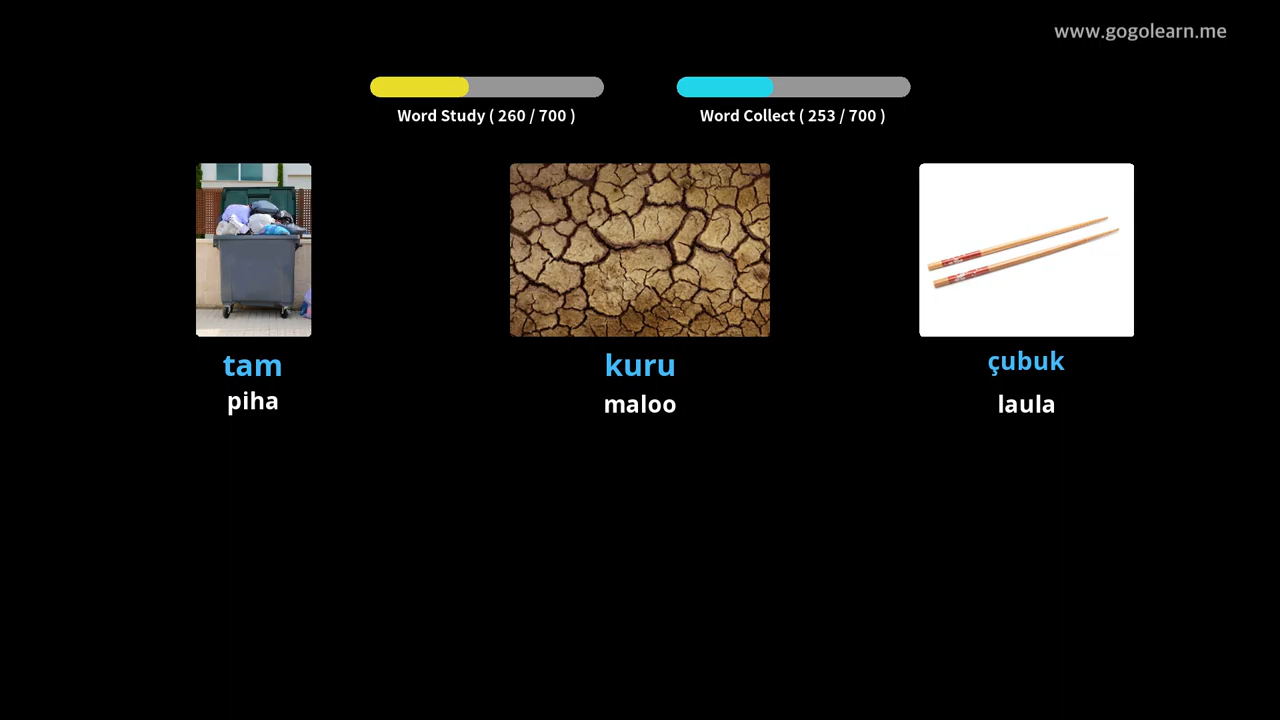 www.gogolearn.me
Word Study ( 260 / 700 )
Word Collect ( 253 / 700 )
tam
kuru
çubuk
piha
maloo
laula